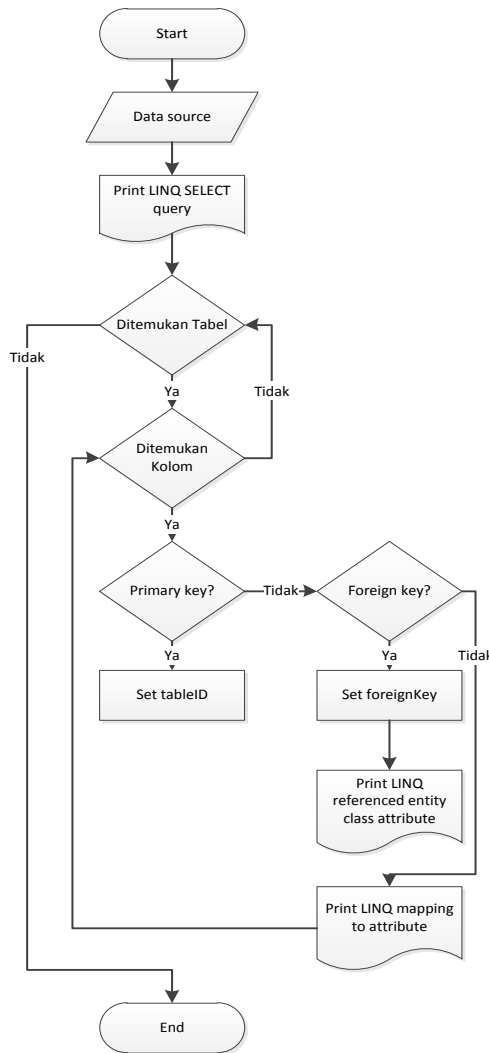 Start
Data source
Print LINQ SELECT
query
Ditemukan Tabel
Tidak
Ya
Tidak
Ditemukan
Kolom
Ya
Primary key?
Tidak
Foreign key?
Ya
Ya
Tidak
Set tableID
Set foreignKey
Print LINQ
referenced entity
class attribute
Print LINQ mapping
to attribute
End